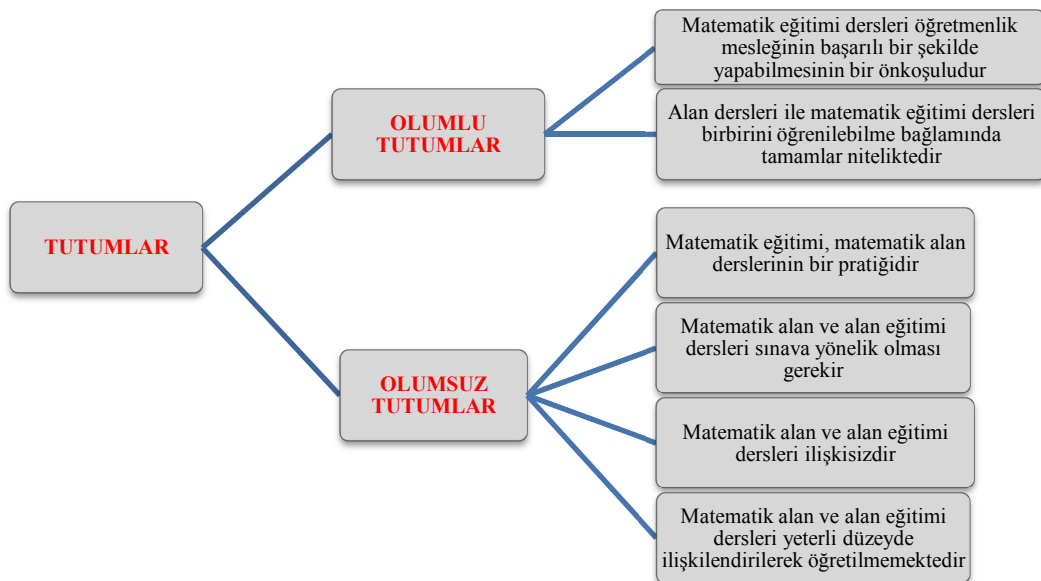 TUTUMLAR
OLUMLU
TUTUMLAR
Matematik eğitimi dersleri öğretmenlik
mesleğinin başarılı bir şekilde
yapabilmesinin bir önkoşuludur
Alan dersleri ile matematik eğitimi dersleri
birbirini öğrenilebilme bağlamında
tamamlar niteliktedir
OLUMSUZ
TUTUMLAR
Matematik eğitimi, matematik alan
derslerinin bir pratiğidir
Matematik alan ve alan eğitimi
dersleri sınava yönelik olması
gerekir
Matematik alan ve alan eğitimi
dersleri ilişkisizdir
Matematik alan ve alan eğitimi
dersleri yeterli düzeyde
ilişkilendirilerek öğretilmemektedir